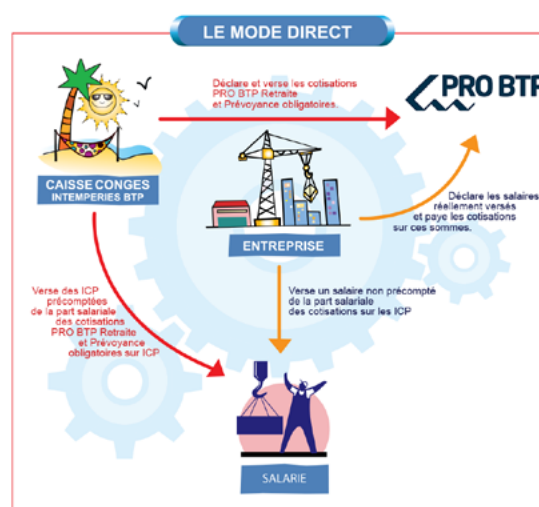 LE MODE DIRECT
Déclare et verse les cotisations
PRO BTP Retraite
et Prévoyance obligatoires.
PRO BTP
CAISSE CONGES
INTEMPERIES BTP
ENTREPRISE
Déclare les salaires
réellement versés
et paye les cotisations
sur ces sommes.
Verse des ICP
précomptées
de la part salariale
des cotisations
PRO BTP Retraite
et Prévoyance
obligatoires sur ICP
Verse un salaire non précompté
de la part salariale
des cotisations sur les ICP
SALARIE